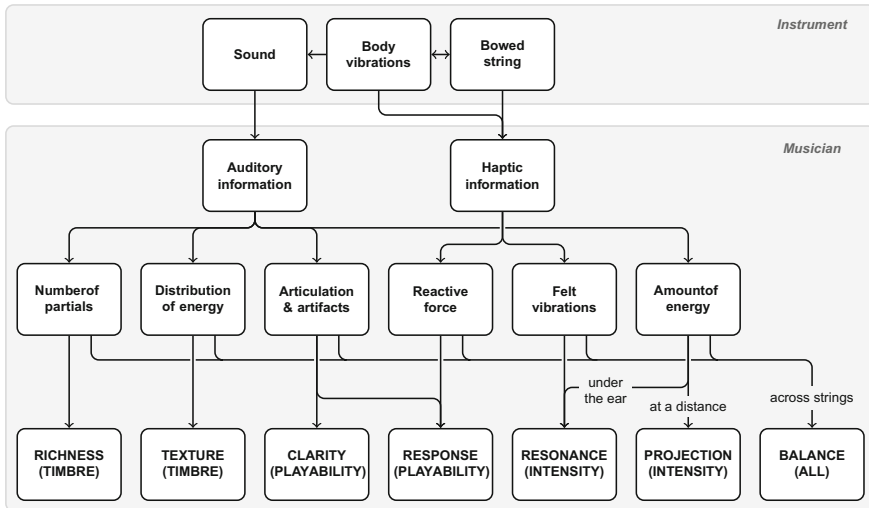 Instrument
Sound
Body
vibrations
Bowed
string
Musician
Auditory
information
Haptic
information
Numberof
partials
Distribution
of energy
Articulation
& artifacts
Reactive
force
Felt
vibrations
Amountof
energy
under
the ear
at a distance
across strings
RICHNESS
(TIMBRE)
TEXTURE
(TIMBRE)
CLARITY
(PLAYABILITY)
RESPONSE
(PLAYABILITY)
RESONANCE
(INTENSITY)
PROJECTION
(INTENSITY)
BALANCE
(ALL)